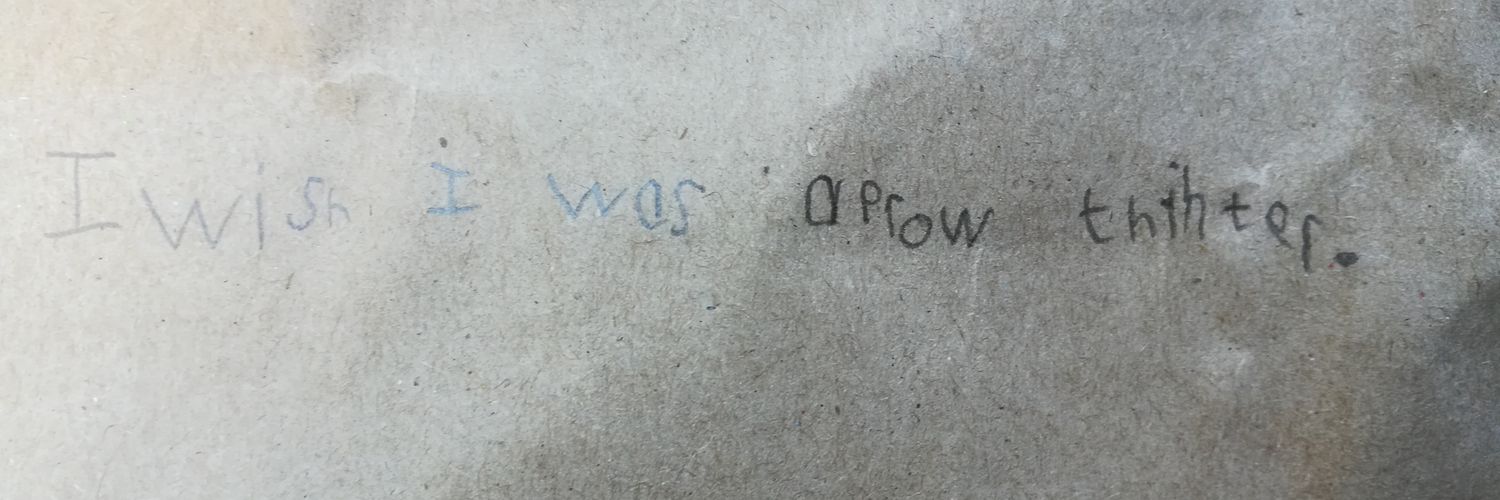 I wish I was a Prow thihter.